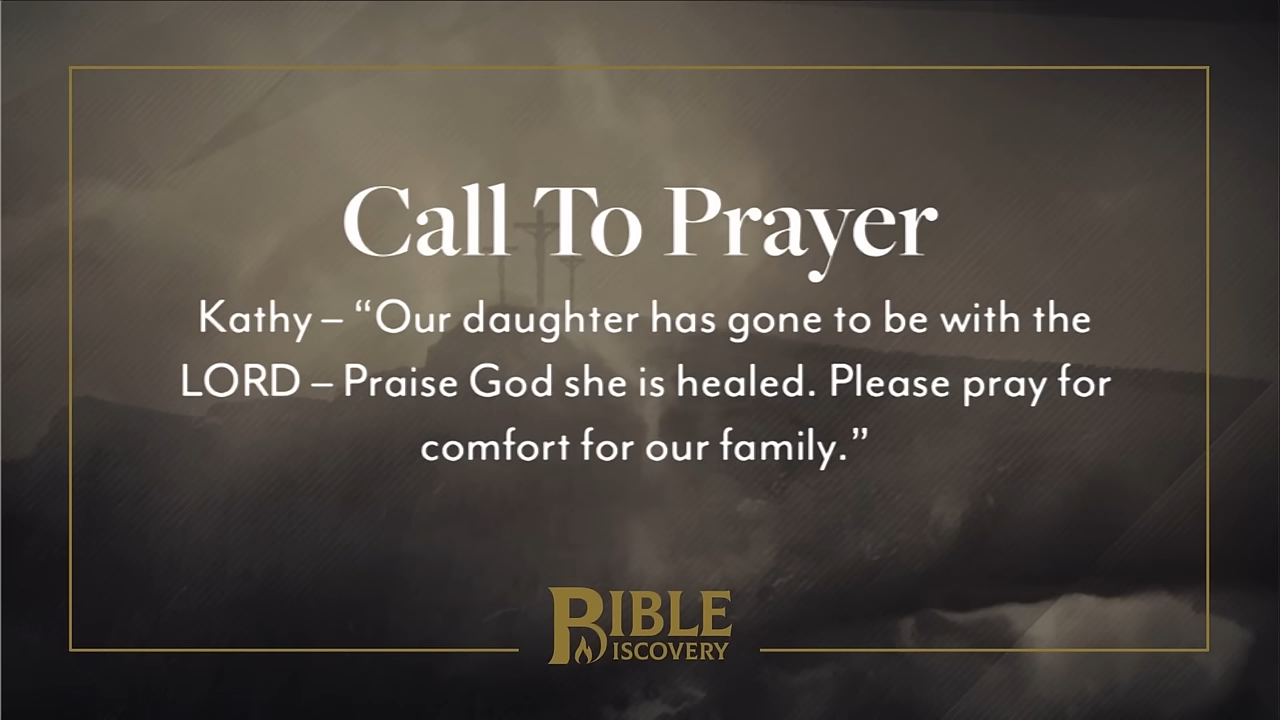 Call To Prayer
Kathy – “Our daughter has gone to be with the
LORD – Praise God she is healed. Please pray for
comfort for our family.”
BIBLE
DISCOVERY